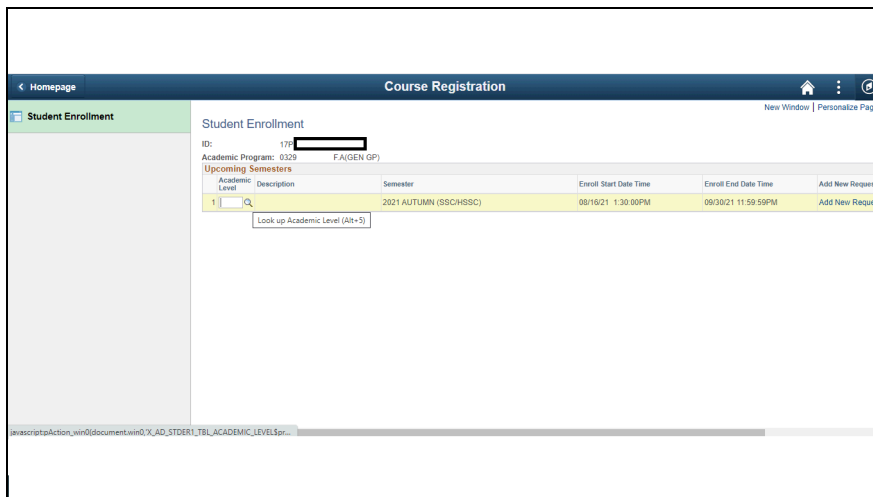 Homepage
Course Registration
New Window | Personalize Pag
Student Enrollment
Student Enrollment
ID: 17P
Academic Program: 0329 F.A(GEN GP)
Upcoming Semesters
Academic Level Description Semester Enroll Start Date Time Enroll End Date Time Add New Reque
1 2021 AUTUMN (SSC/HSSC) 08/16/21 1:30:00PM 09/30/21 11:59:59PM Add New Reque
Look up Academic Level (Alt+5)
javascript:pAction_win0(document.win0,'X_AD_STDER1_TBL_ACADEMIC_LEVEL$pr...